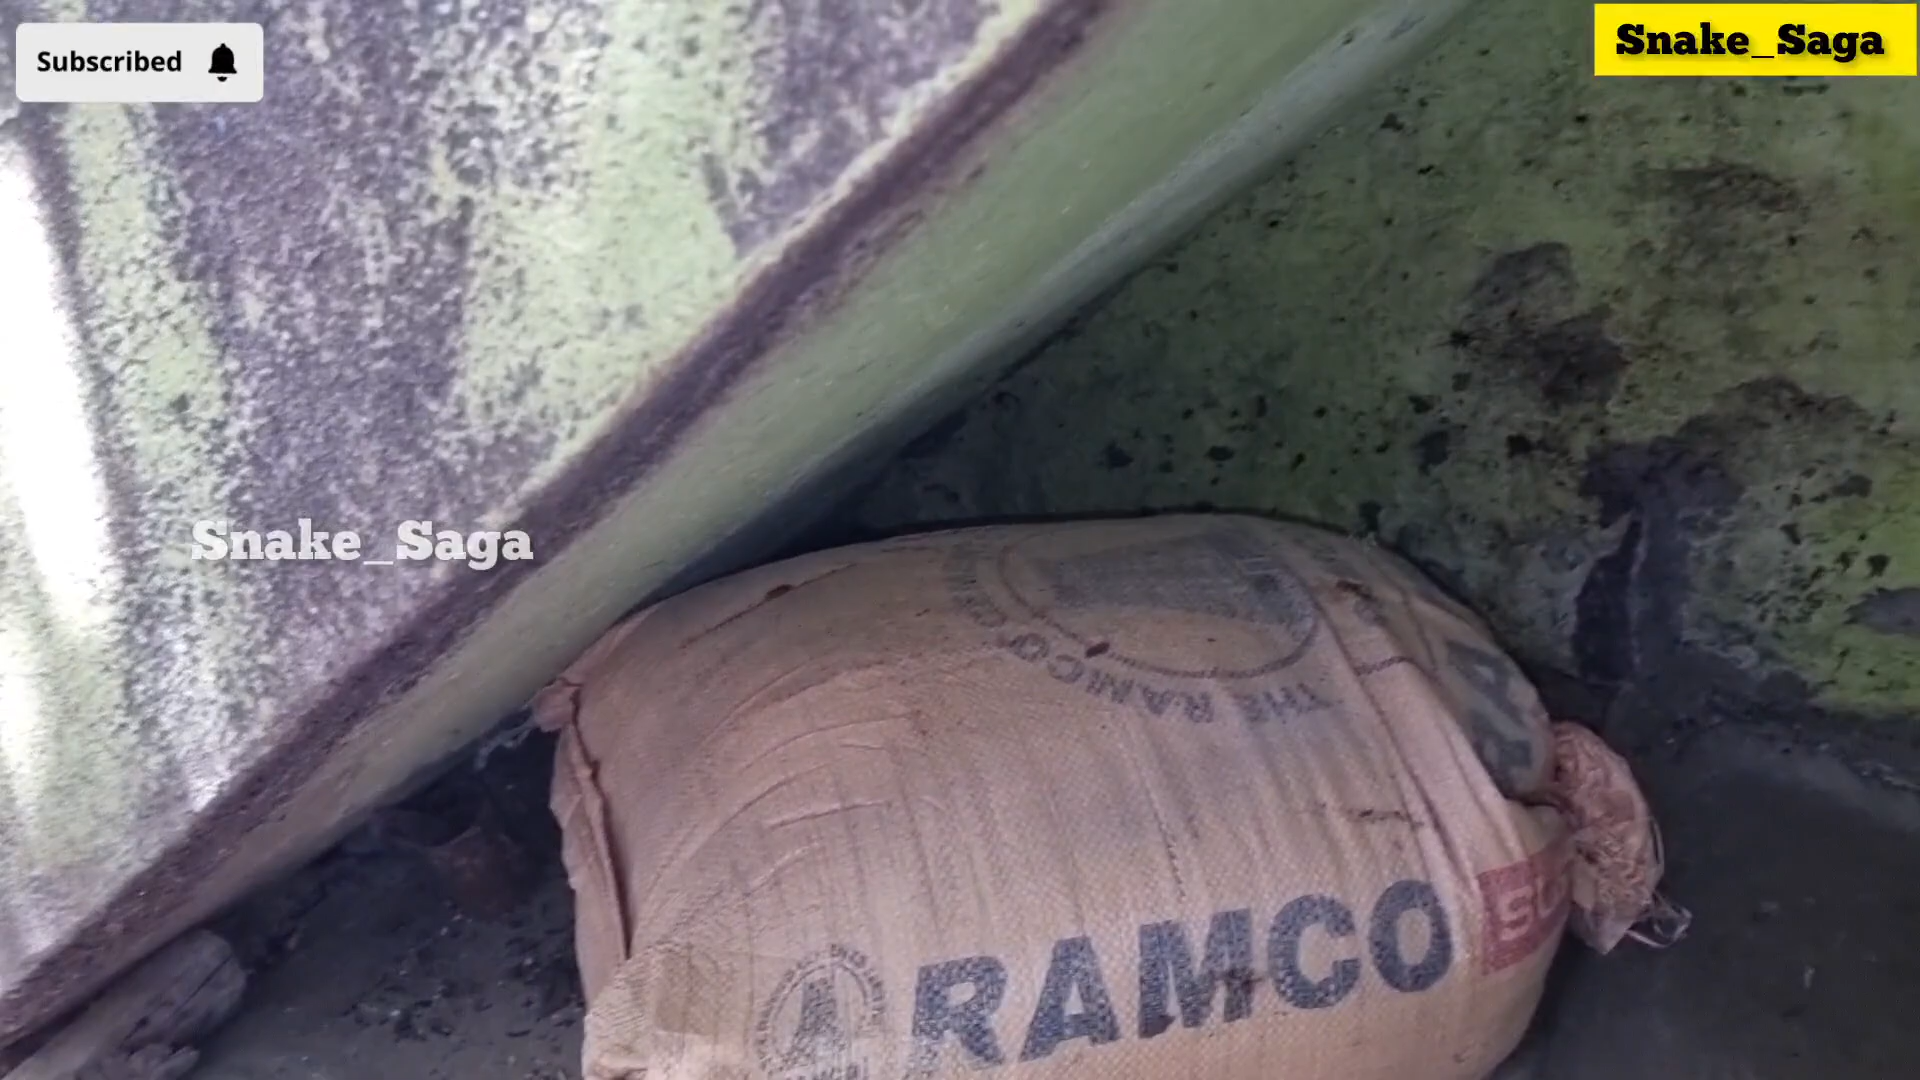 Subscribed
Snake_Saga
Snake_Saga
THE RAMCO
RAMCO